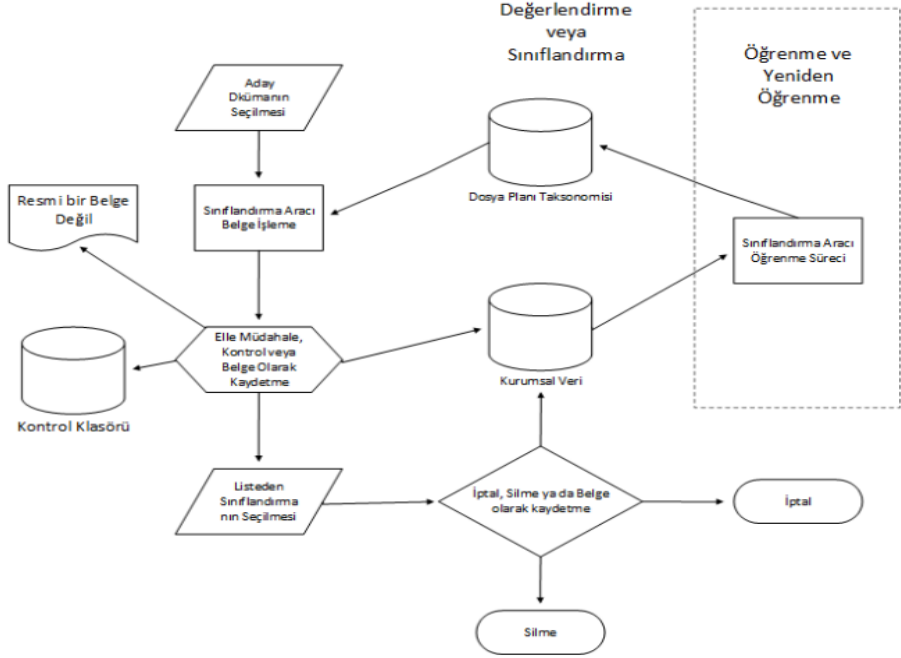 Değerlendirme
veya
Sınıflandırma
Öğrenme ve
Yeniden
Öğrenme
Aday
Dkümanın
Seçilmesi
Dosya Planı Taksonomisi
Resmi bir Belge
Değil
Sınıflandırma Aracı
Belge İşleme
Sınıflandırma Aracı
Öğrenme Süreci
Elle Müdahale,
Kontrol veya
Belge Olarak
Kaydetme
Kurumsal Veri
Kontrol Klasörü
Listeden
Sınıflandırma
nın Seçilmesi
İptal, Silme ya da Belge
olarak kaydetme
İptal
Silme